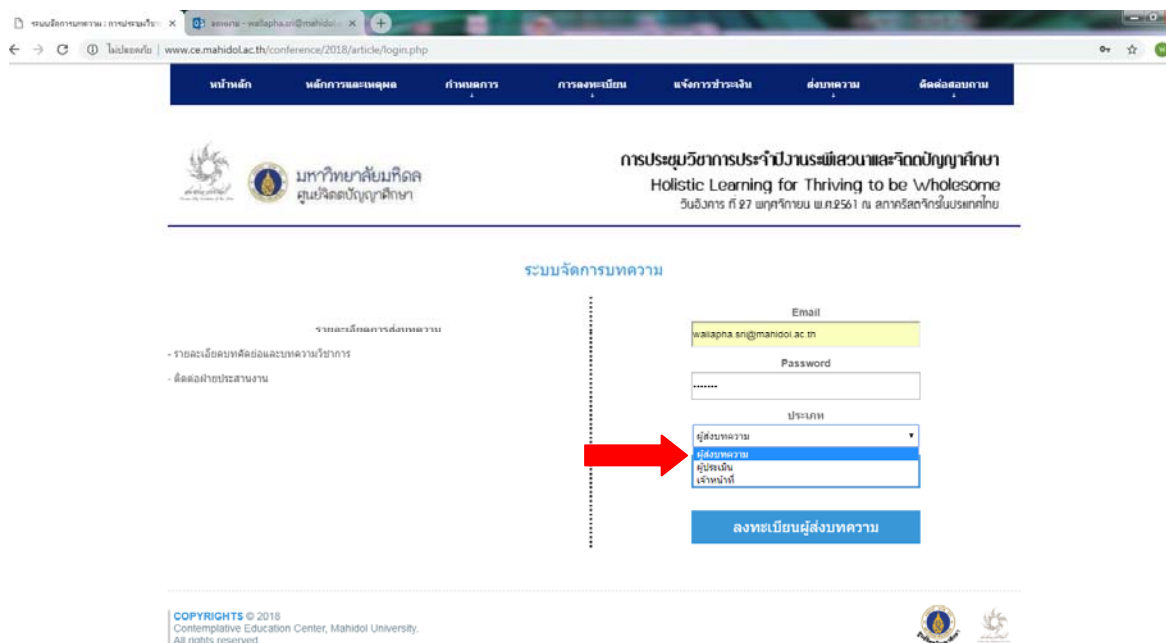 ระบบจัดการบทความ : การประชุมวิชา
จดหมาย - wallapha.sri@mahidol
ไม่ปลอดภัย | www.ce.mahidol.ac.th/conference/2018/article/login.php
หน้าหลัก หลักการและเหตุผล กำหนดการ การลงทะเบียน แจ้งการชำระเงิน ส่งบทความ ติดต่อสอบถาม
มหาวิทยาลัยมหิดล
ศูนย์จิตตปัญญาศึกษา
การประชุมวิชาการประจำปีงานระพีเสวนาและจิตตปัญญาศึกษา
Holistic Learning for Thriving to be Wholesome
วันอังคาร ที่ 27 พฤศจิกายน พ.ศ.2561 ณ สภาคริสตจักรในประเทศไทย
ระบบจัดการบทความ
รายละเอียดการส่งบทความ
- รายละเอียดบทคัดย่อและบทความวิชาการ
- ติดต่อฝ่ายประสานงาน
Email
wallapha.sri@mahidol.ac.th
Password
.......
ประเภท
ผู้ส่งบทความ
ผู้ส่งบทความ
ผู้ประเมิน
เจ้าหน้าที่
ลงทะเบียนผู้ส่งบทความ
COPYRIGHTS © 2018
Contemplative Education Center, Mahidol University.
All rights reserved.